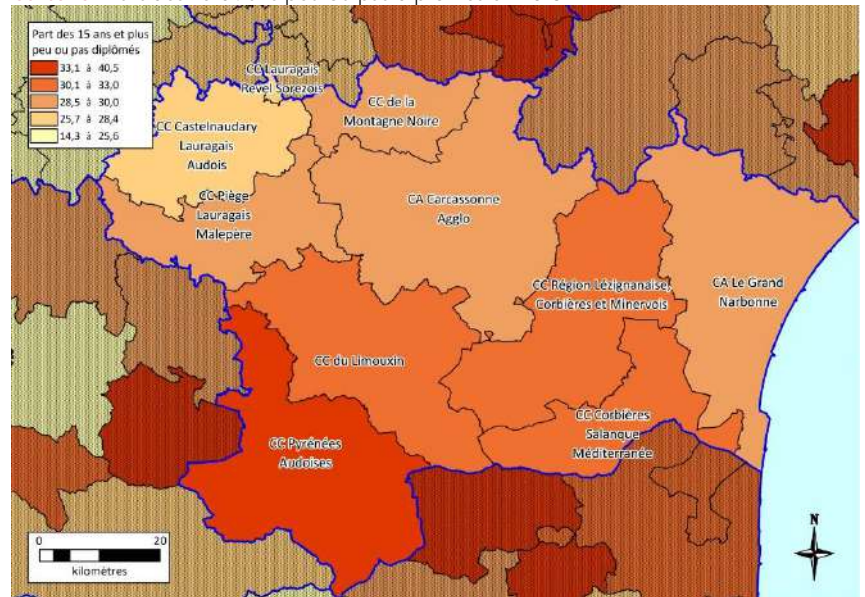 Part des 15 ans et plus
peu ou pas diplômés
33,1 à 40,5
30,1 à 33,0
28,5 à 30,0
25,7 à 28,4
14,3 à 25,6
CC Lauragais
Revel Sorezois
CC de la
Montagne Noire
CC Castelnaudary
Lauragais
Audois
CC Piège
Lauragais
Malepère
CA Carcassonne
Agglo
CC Région Lézignanaise,
Corbières et Minervois
CA Le Grand
Narbonne
CC du Limouxin
CC Corbières
Salanque
Méditerranée
CC Pyrénées
Audoises
0 20
kilomètres
N